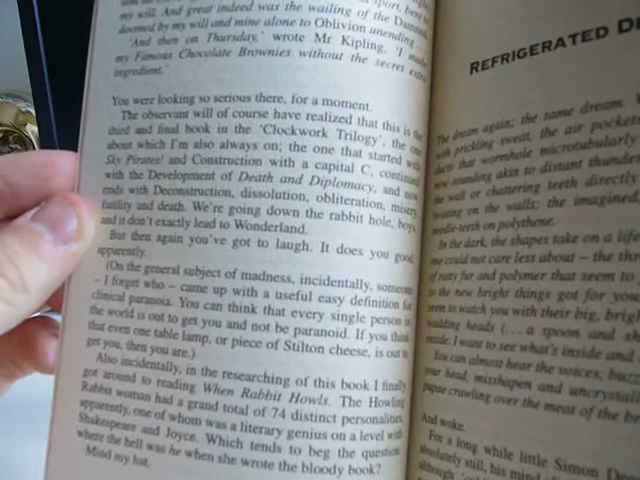 my will. And great indeed was the wailing of the Damned,
doomed by my will and mine alone to Oblivion unending ...
'And then on Thursday,' wrote Mr Kipling, 'I made
my Famous Chocolate Brownies without the secret extra
ingredient.'
You were looking so serious there, for a moment.
The observant will of course have realized that this is the
third and final book in the 'Clockwork Trilogy', the one
about which I'm also always on; the one that started with
Sky Pirates! and Construction with a capital C, continued
with the Development of Death and Diplomacy, and now
ends with Deconstruction, dissolution, obliteration, misery,
futility and death. We're going down the rabbit hole, boys,
and it don't exactly lead to Wonderland.
But then again you've got to laugh. It does you good,
apparently.
(On the general subject of madness, incidentally, someone
– I forget who – came up with a useful easy definition for
clinical paranoia. You can think that every single person in
the world is out to get you and not be paranoid. If you think
that even one table lamp, or piece of Stilton cheese, is out to
get you, then you are.)
Also incidentally, in the researching of this book I finally
got around to reading When Rabbit Howls. The Howling
Rabbit woman had a grand total of 74 distinct personalities,
apparently, one of whom was a literary genius on a level with
Shakespeare and Joyce. Which tends to beg the question:
where the hell was he when she wrote the bloody book?
Mind my hat.
REFRIGERATED
The dream again; the same dream.
with prickling sweat, the air pockets
ducts that wormhole microtubularly
now sounding akin to distant thunder
the wall or chattering teeth directly
waiting on the walls; the imagined
needle-teeth on polythene.
In the dark, the shapes take on a life
one could not care less about – the
of ratty fur and polymer that seem to
to the new bright things got for you
seem to watch you with their big, bright
wadding heads (... a spoon and
inside. I want to see what's inside and
You can almost hear the voices,
your head, misshapen and
pupae crawling over the meat of the
And woke.
For a long while little Simon
absolutely still, his mind
although